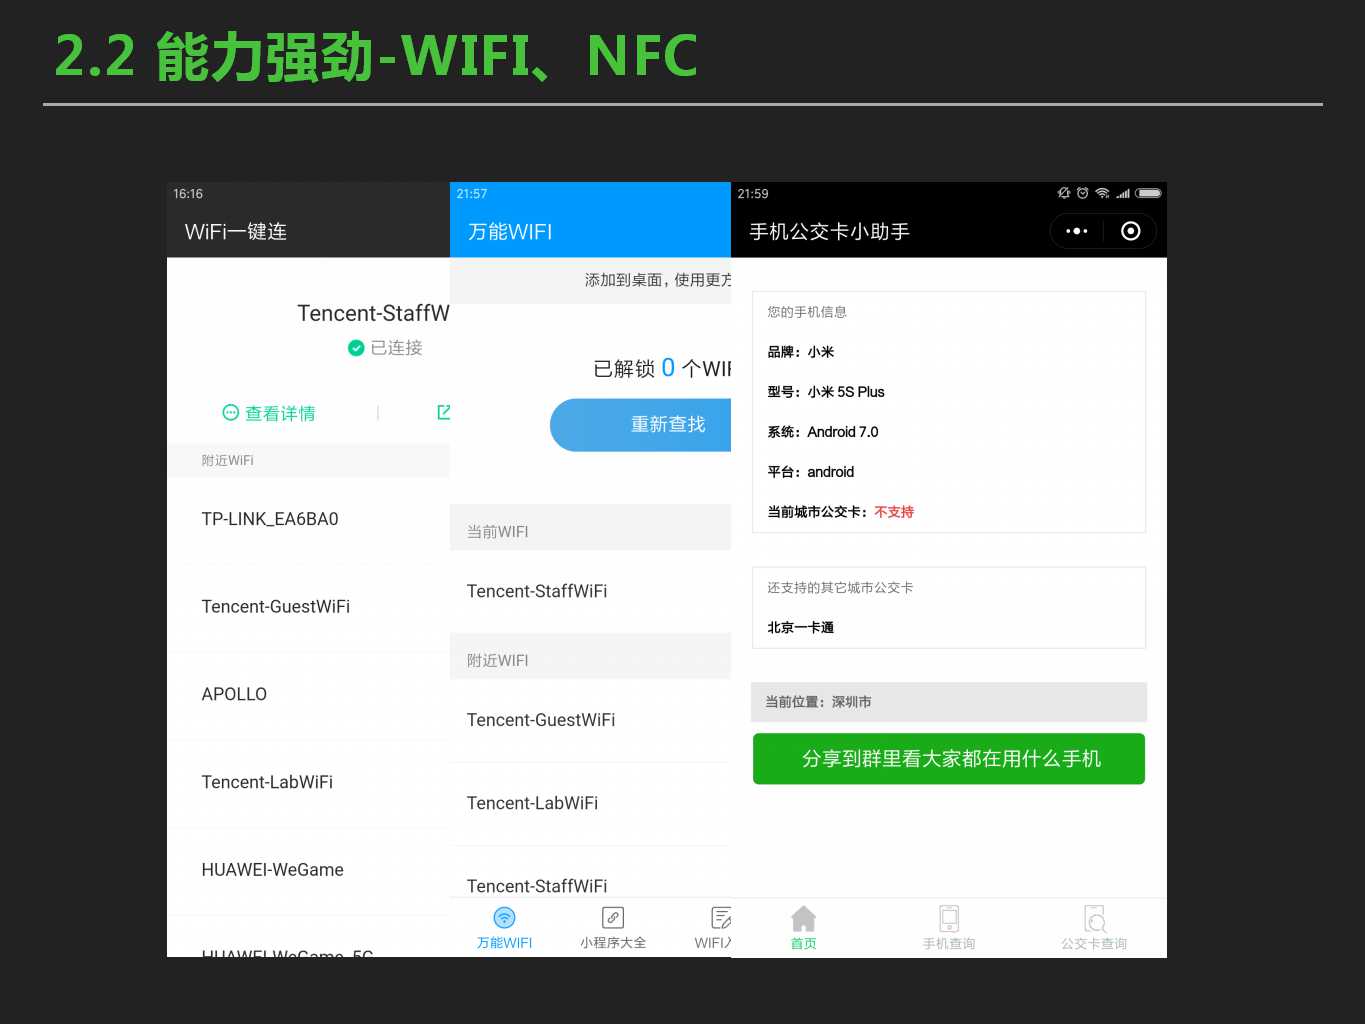 2.2 能力强劲-WIFI、NFC
16:16
WiFi一键连
Tencent-StaffW
已连接
查看详情
附近WiFi
TP-LINK_EA6BA0
Tencent-GuestWiFi
APOLLO
Tencent-LabWiFi
HUAWEI-WeGame
HUAWEI-WeGame_5G
21:57
万能WIFI
添加到桌面，使用更方
已解锁 0 个WIF
重新查找
当前WIFI
Tencent-StaffWiFi
附近WIFI
Tencent-GuestWiFi
Tencent-LabWiFi
Tencent-StaffWiFi
万能WIFI
小程序大全
WIFI入
21:59
手机公交卡小助手
您的手机信息
品牌：小米
型号：小米 5S Plus
系统：Android 7.0
平台：android
当前城市公交卡：不支持
还支持的其它城市公交卡
北京一卡通
当前位置：深圳市
分享到群里看大家都在用什么手机
首页
手机查询
公交卡查询